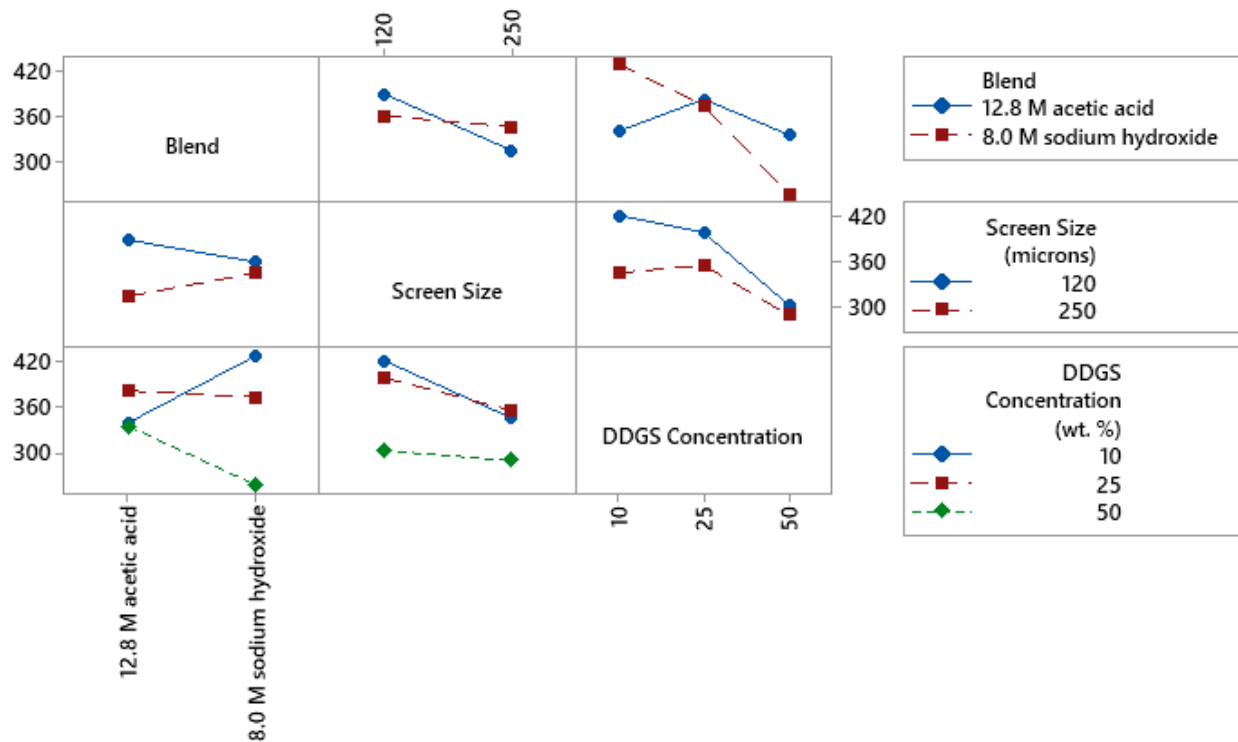 120
250
420
360
300
Blend
Blend
12.8 M acetic acid
8.0 M sodium hydroxide
Screen Size
420
360
300
Screen Size
(microns)
120
250
420
360
300
DDGS Concentration
DDGS
Concentration
(wt. %)
10
25
50
12.8 M acetic acid
8.0 M sodium hydroxide
10
25
50